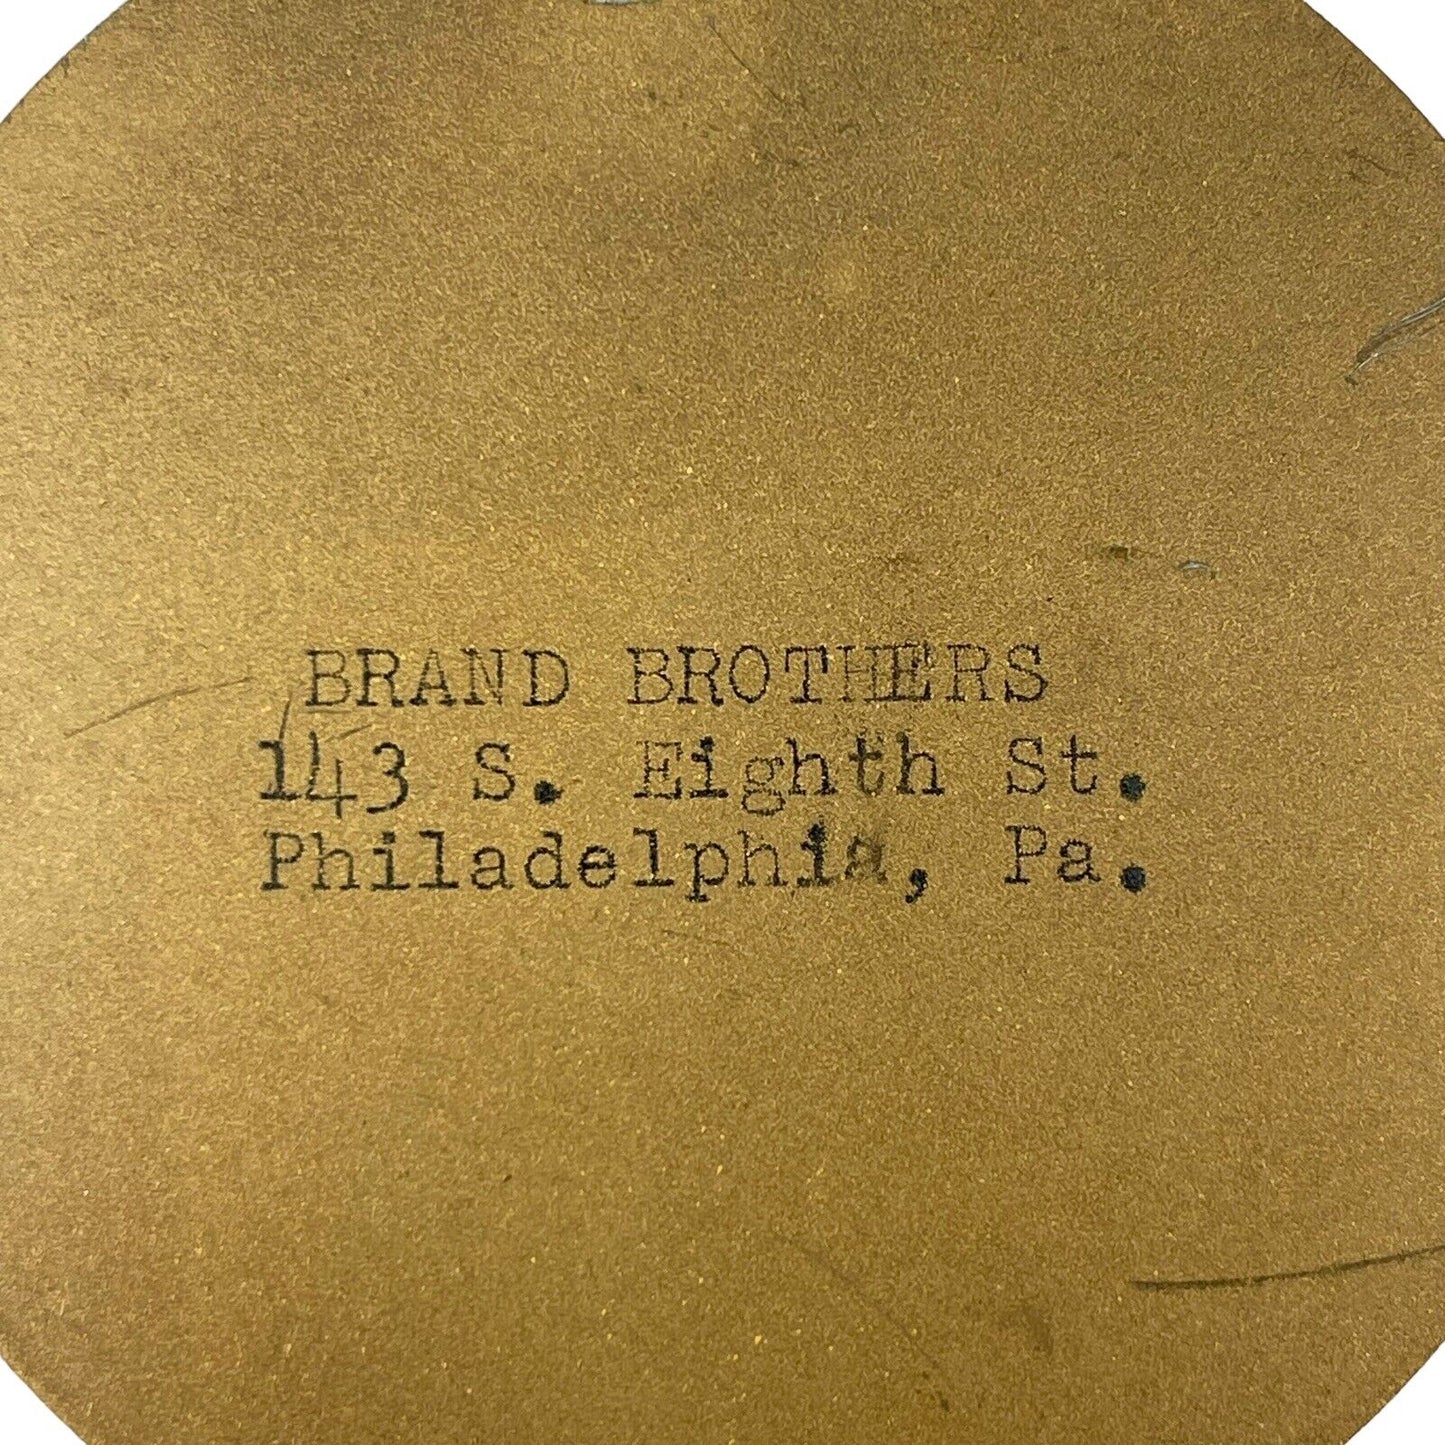 BRAND BROTHERS
143 S. Eighth St.
Philadelphia, Pa.